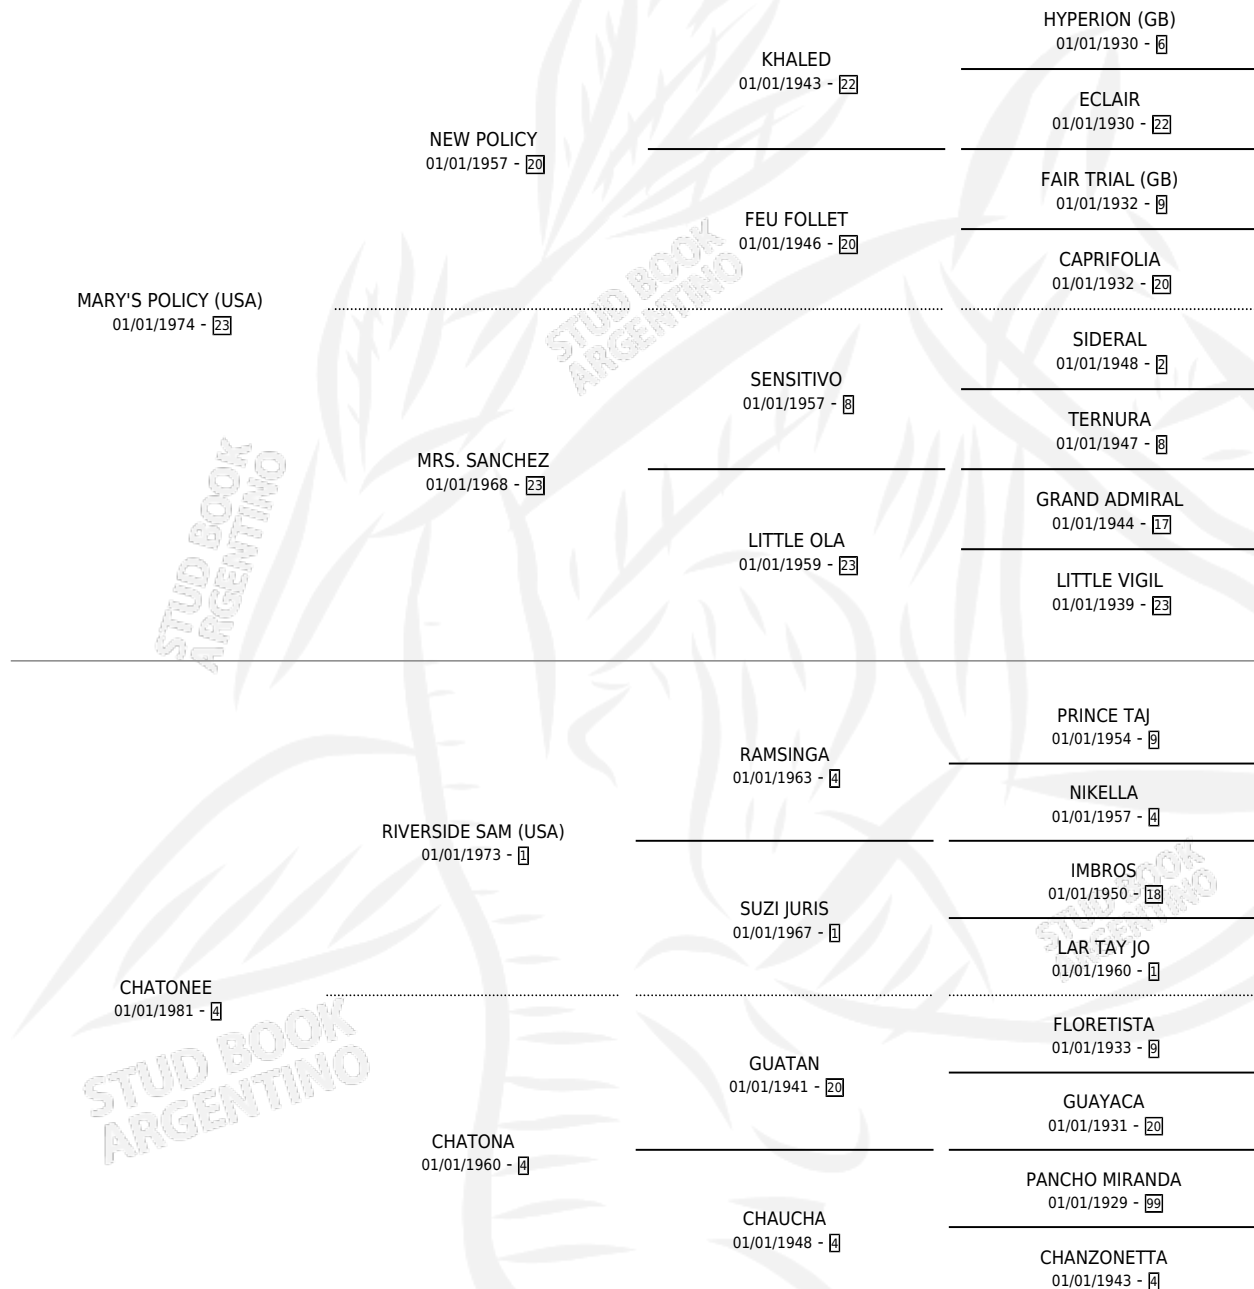 HYPERION (GB)
01/01/1930 - 6
KHALED
01/01/1943 - 22
ECLAIR
01/01/1930 - 22
NEW POLICY
01/01/1957 - 20
FAIR TRIAL (GB)
01/01/1932 - 9
FEU FOLLET
01/01/1946 - 20
CAPRIFOLIA
01/01/1932 - 20
MARY'S POLICY (USA)
01/01/1974 - 23
SIDERAL
01/01/1948 - 2
SENSITIVO
01/01/1957 - 8
TERNURA
01/01/1947 - 8
MRS. SANCHEZ
01/01/1968 - 23
GRAND ADMIRAL
01/01/1944 - 17
LITTLE OLA
01/01/1959 - 23
LITTLE VIGIL
01/01/1939 - 23
PRINCE TAJ
01/01/1954 - 9
RAMSINGA
01/01/1963 - 4
NIKELLA
01/01/1957 - 4
RIVERSIDE SAM (USA)
01/01/1973 - 1
IMBROS
01/01/1950 - 18
SUZI JURIS
01/01/1967 - 1
LAR TAY JO
01/01/1960 - 1
CHATONEE
01/01/1981 - 4
FLORETISTA
01/01/1933 - 9
GUATAN
01/01/1941 - 20
GUAYACA
01/01/1931 - 20
CHATONA
01/01/1960 - 4
PANCHO MIRANDA
01/01/1929 - 99
CHAUCHA
01/01/1948 - 4
CHANZONETTA
01/01/1943 - 4
STUD BOOK
ARGENTINO
STUD BOOK
ARGENTINO
STUD BOOK
ARGENTINO
STUD BOOK
ARGENTINO